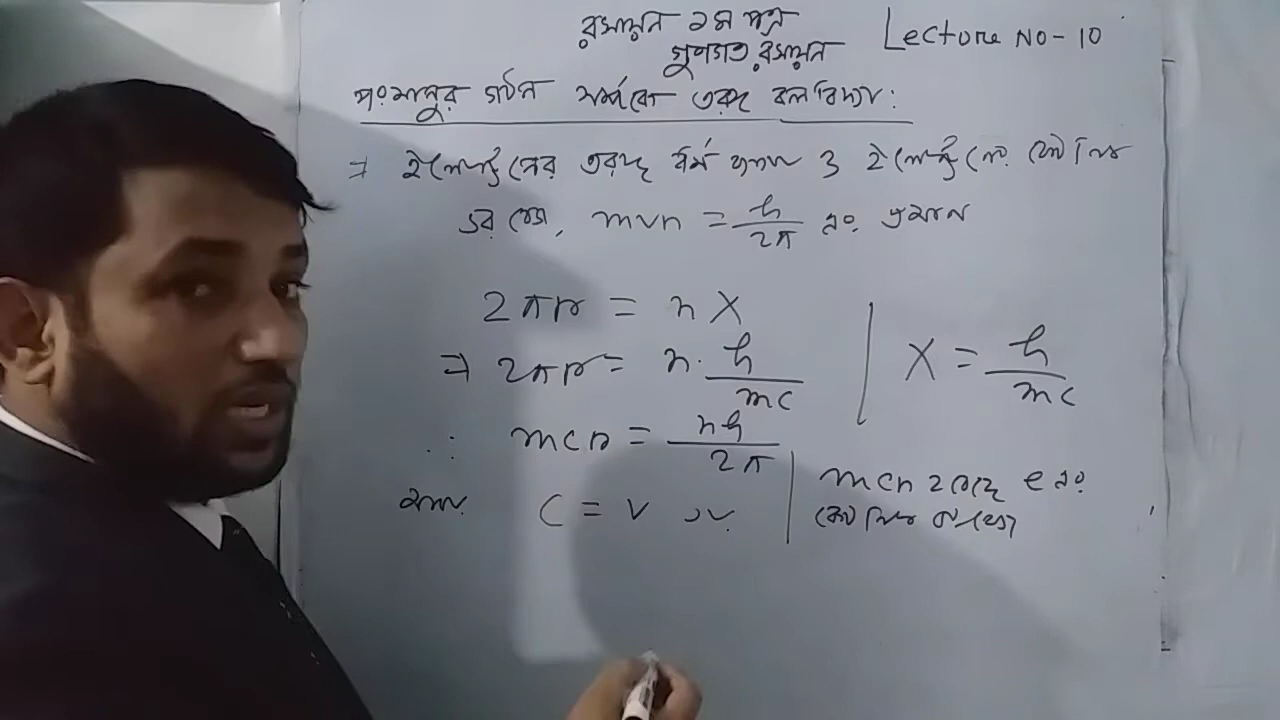 রসায়ন ১ম পত্র
গুণগত রসায়ন
Lecture No-10
পরমাণুর গঠন সম্পর্কে তরঙ্গ বলবিদ্যা:
⇒ ইলেকট্রনের তরঙ্গ ধর্ম ও ইলেকট্রনের কৌনিক
ভরবেগ, mvr = h/2π এর প্রমাণ
2πr = nλ
⇒ 2πr = n. h/mc
λ = h/mc
∴ mcr = nh/2π
C = v
mcr হচ্ছে e এর
কৌনিক ভরবেগ